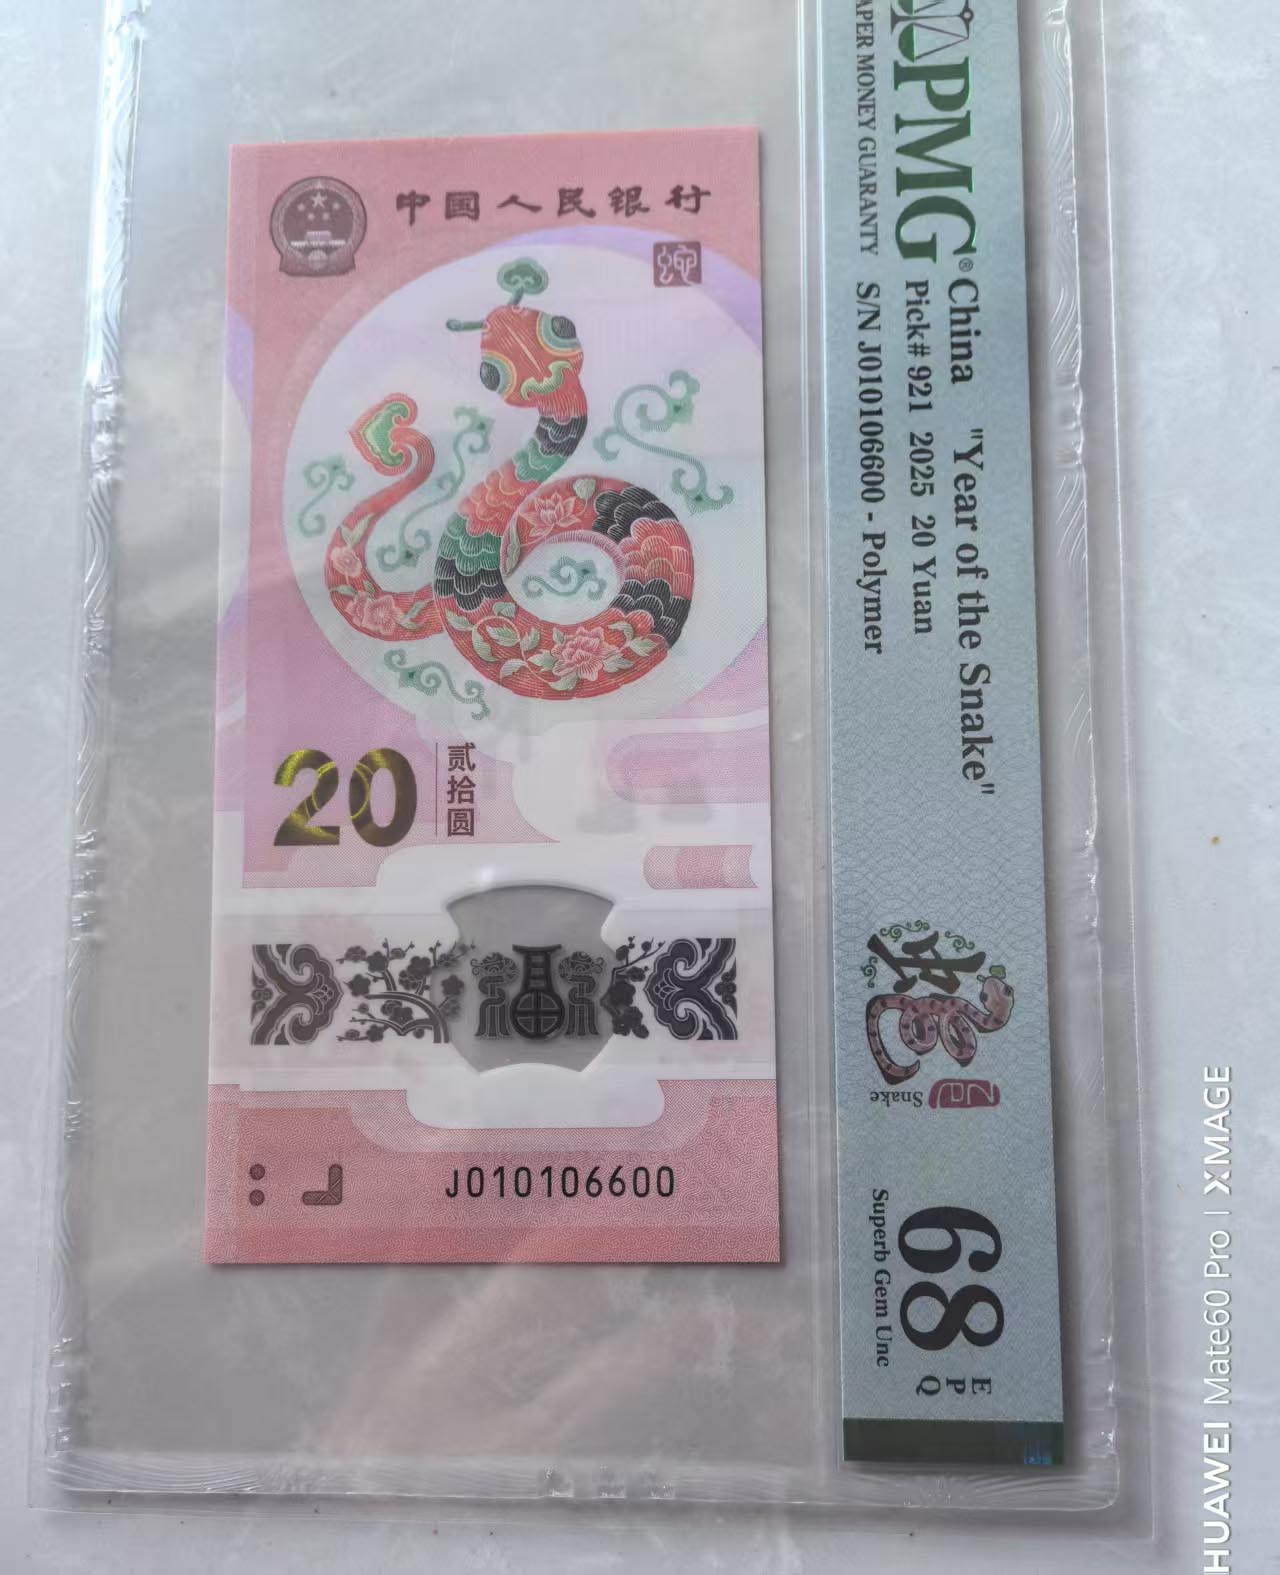 中国人民银行
蛇
20
贰拾圆
J010106600
PMG®
PAPER MONEY GUARANTY
China "Year of the Snake"
Pick# 921 2025 20 Yuan
S/N J010106600 - Polymer
Snake
68
EPQ
Superb Gem Unc
HUAWEI Mate60 Pro | XMAGE